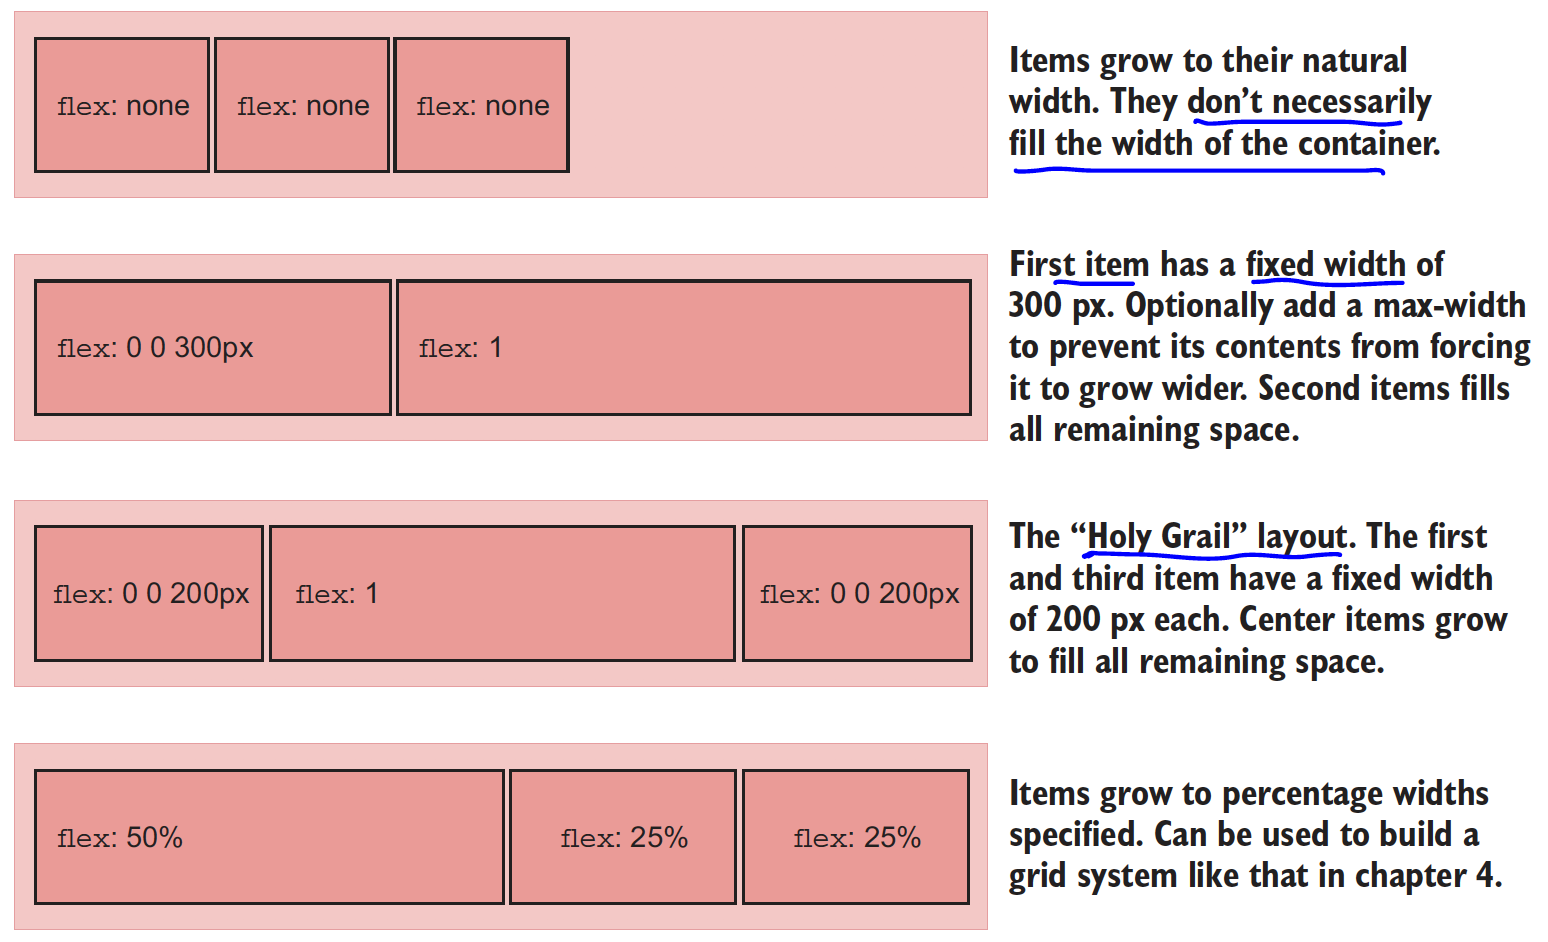 flex: none flex: none flex: none
Items grow to their natural
width. They don't necessarily
fill the width of the container.
flex: 0 0 300px flex: 1
First item has a fixed width of
300 px. Optionally add a max-width
to prevent its contents from forcing
it to grow wider. Second items fills
all remaining space.
flex: 0 0 200px flex: 1 flex: 0 0 200px
The “Holy Grail” layout. The first
and third item have a fixed width
of 200 px each. Center items grow
to fill all remaining space.
flex: 50% flex: 25% flex: 25%
Items grow to percentage widths
specified. Can be used to build a
grid system like that in chapter 4.